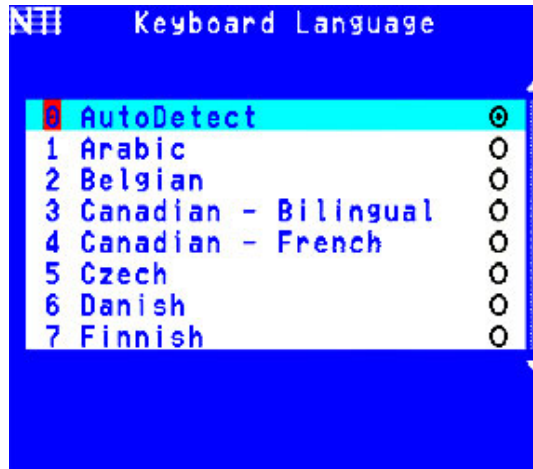 NTI Keyboard Language
0 AutoDetect
1 Arabic
2 Belgian
3 Canadian - Bilingual
4 Canadian - French
5 Czech
6 Danish
7 Finnish